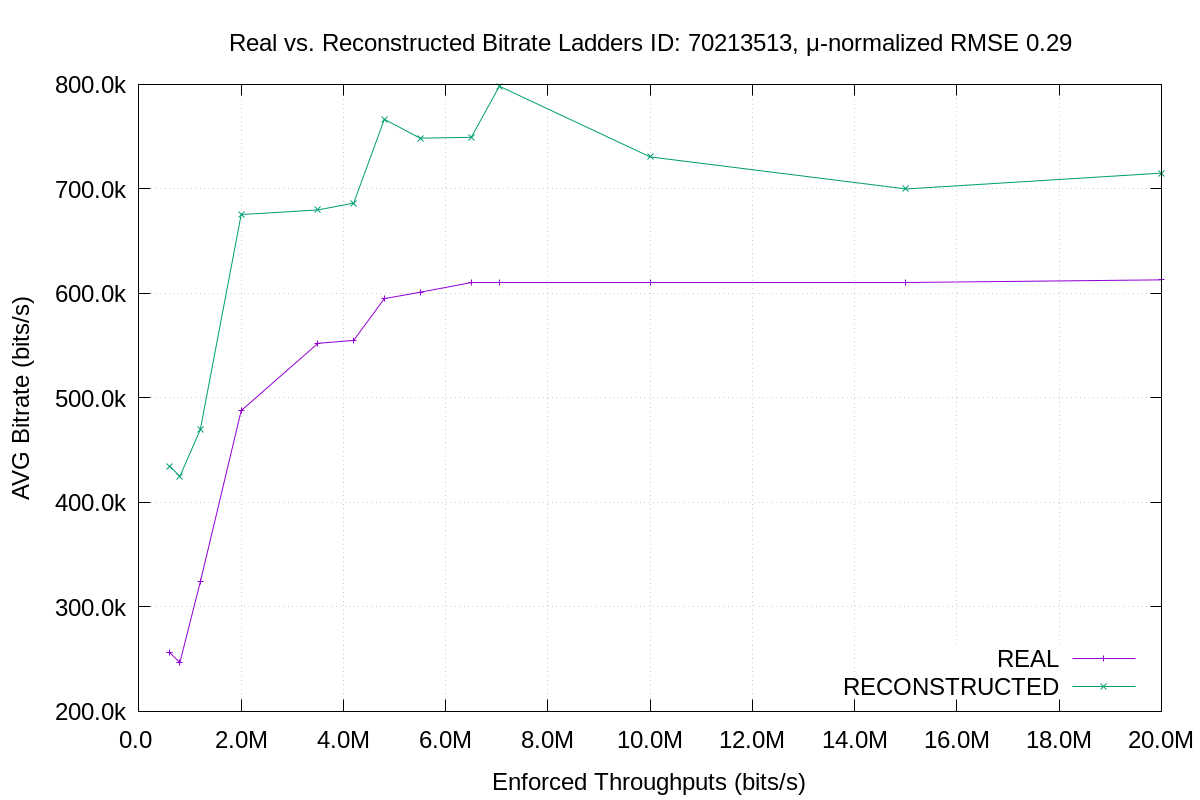 Real vs. Reconstructed Bitrate Ladders ID: 70213513, μ-normalized RMSE 0.29
800.0k
700.0k
600.0k
500.0k
400.0k
300.0k
200.0k
AVG Bitrate (bits/s)
REAL
RECONSTRUCTED
0.0 2.0M 4.0M 6.0M 8.0M 10.0M 12.0M 14.0M 16.0M 18.0M 20.0M
Enforced Throughputs (bits/s)